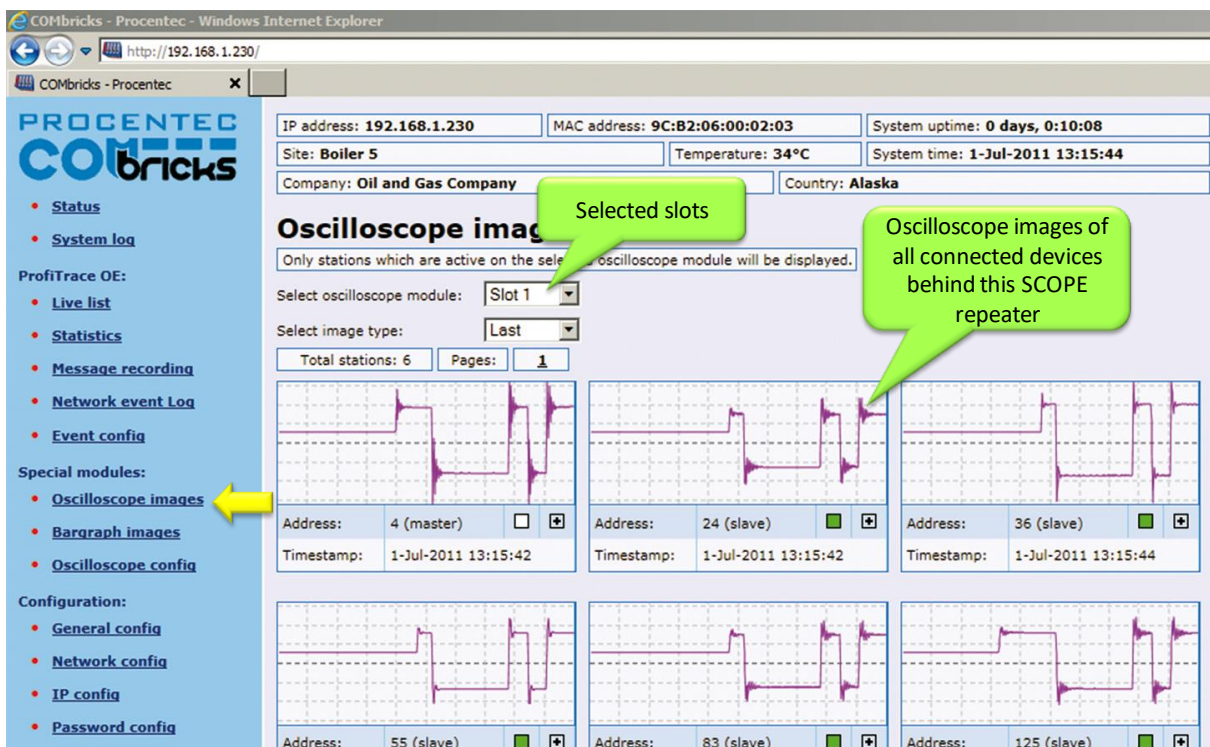 COMbricks - Procentec - Windows Internet Explorer
http://192.168.1.230/
COMbricks - Procentec X
PROCENTEC
COMbricks
Status
System log
ProfiTrace OE:
Live list
Statistics
Message recording
Network event Log
Event config
Special modules:
Oscilloscope images
Bargraph images
Oscilloscope config
Configuration:
General config
Network config
IP config
Password config
IP address: 192.168.1.230 MAC address: 9C:B2:06:00:02:03 System uptime: 0 days, 0:10:08
Site: Boiler 5 Temperature: 34°C System time: 1-Jul-2011 13:15:44
Company: Oil and Gas Company Country: Alaska
Selected slots
Oscilloscope images of
all connected devices
behind this SCOPE
repeater
Oscilloscope imag
Only stations which are active on the oscilloscope module will be displayed.
Select oscilloscope module: Slot 1
Select image type: Last
Total stations: 6 Pages: 1
Address: 4 (master) Address: 24 (slave) Address: 36 (slave)
Timestamp: 1-Jul-2011 13:15:42 Timestamp: 1-Jul-2011 13:15:42 Timestamp: 1-Jul-2011 13:15:44
Address: 55 (slave) Address: 83 (slave) Address: 125 (slave)